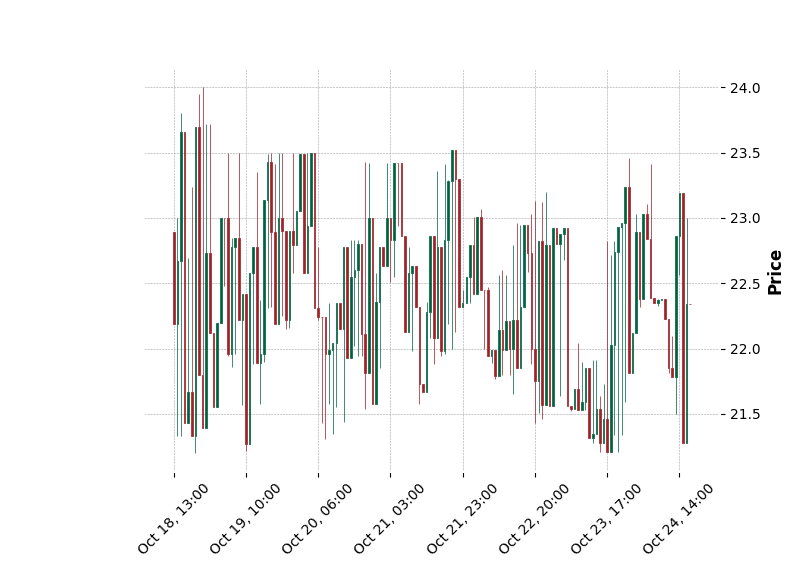 24.0
23.5
23.0
22.5
22.0
21.5
Price
Oct 18, 13:00
Oct 19, 10:00
Oct 20, 06:00
Oct 21, 03:00
Oct 21, 23:00
Oct 22, 20:00
Oct 23, 17:00
Oct 24, 14:00